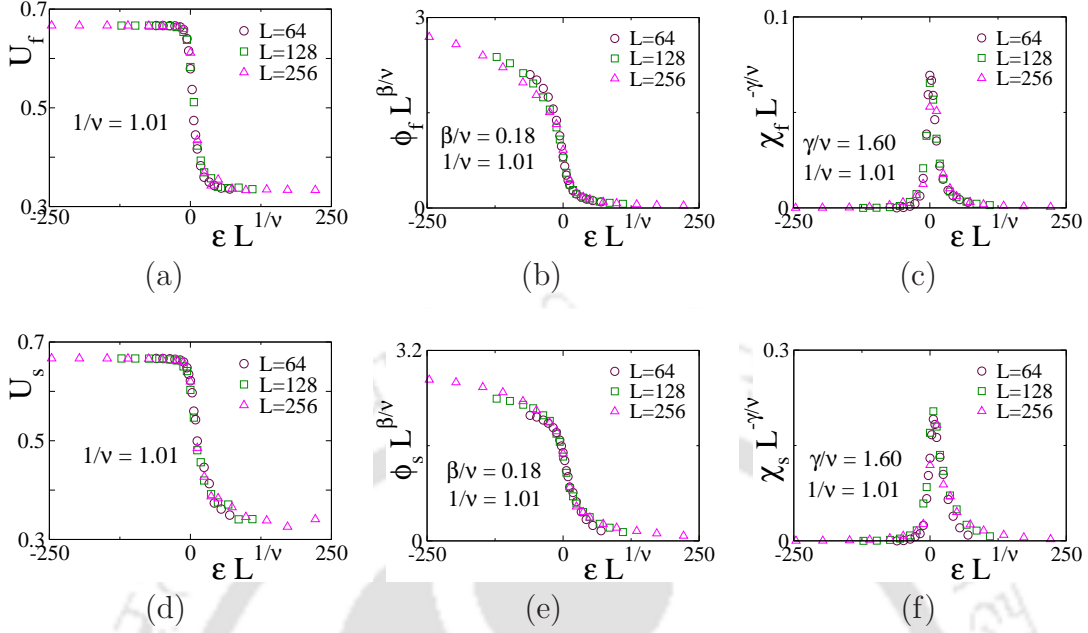 0.7
0.5
0.3
U_f
L=64
L=128
L=256
1/ν = 1.01
-250
0
250
ε L^{1/ν}
(a)
3
0
ϕ_f L^{β/ν}
L=64
L=128
L=256
β/ν = 0.18
1/ν = 1.01
-250
0
250
ε L^{1/ν}
(b)
0.1
0
χ_f L^{-γ/ν}
L=64
L=128
L=256
γ/ν = 1.60
1/ν = 1.01
-250
0
250
ε L^{1/ν}
(c)
0.7
0.5
0.3
U_s
L=64
L=128
L=256
1/ν = 1.01
-250
0
250
ε L^{1/ν}
(d)
3.2
0
ϕ_s L^{β/ν}
L=64
L=128
L=256
β/ν = 0.18
1/ν = 1.01
-250
0
250
ε L^{1/ν}
(e)
0.3
0
χ_s L^{-γ/ν}
L=64
L=128
L=256
γ/ν = 1.60
1/ν = 1.01
-250
0
250
ε L^{1/ν}
(f)